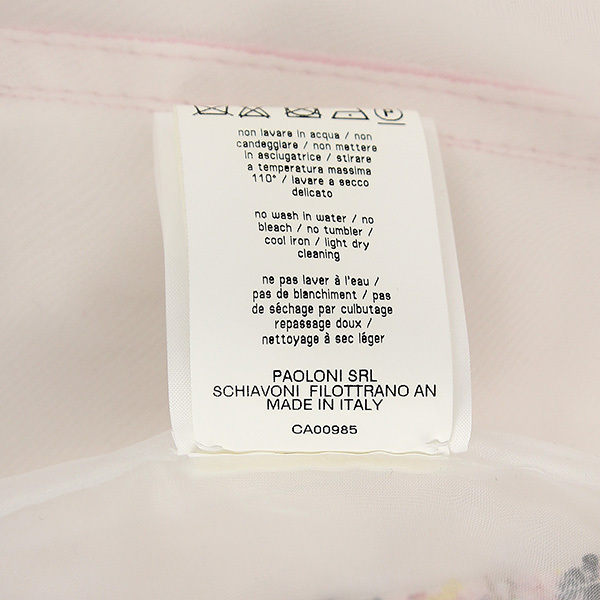 P
non lavare in acqua / non
candeggiare / non mettere
in asciugatrice / stirare
a temperatura massima
110° / lavare a secco
delicato
no wash in water / no
bleach / no tumbler /
cool iron / light dry
cleaning
ne pas laver à l'eau /
pas de blanchiment / pas
de séchage par culbutage
repassage doux /
nettoyage à sec léger
PAOLONI SRL
SCHIAVONI FILOTTRANO AN
MADE IN ITALY
CA00985